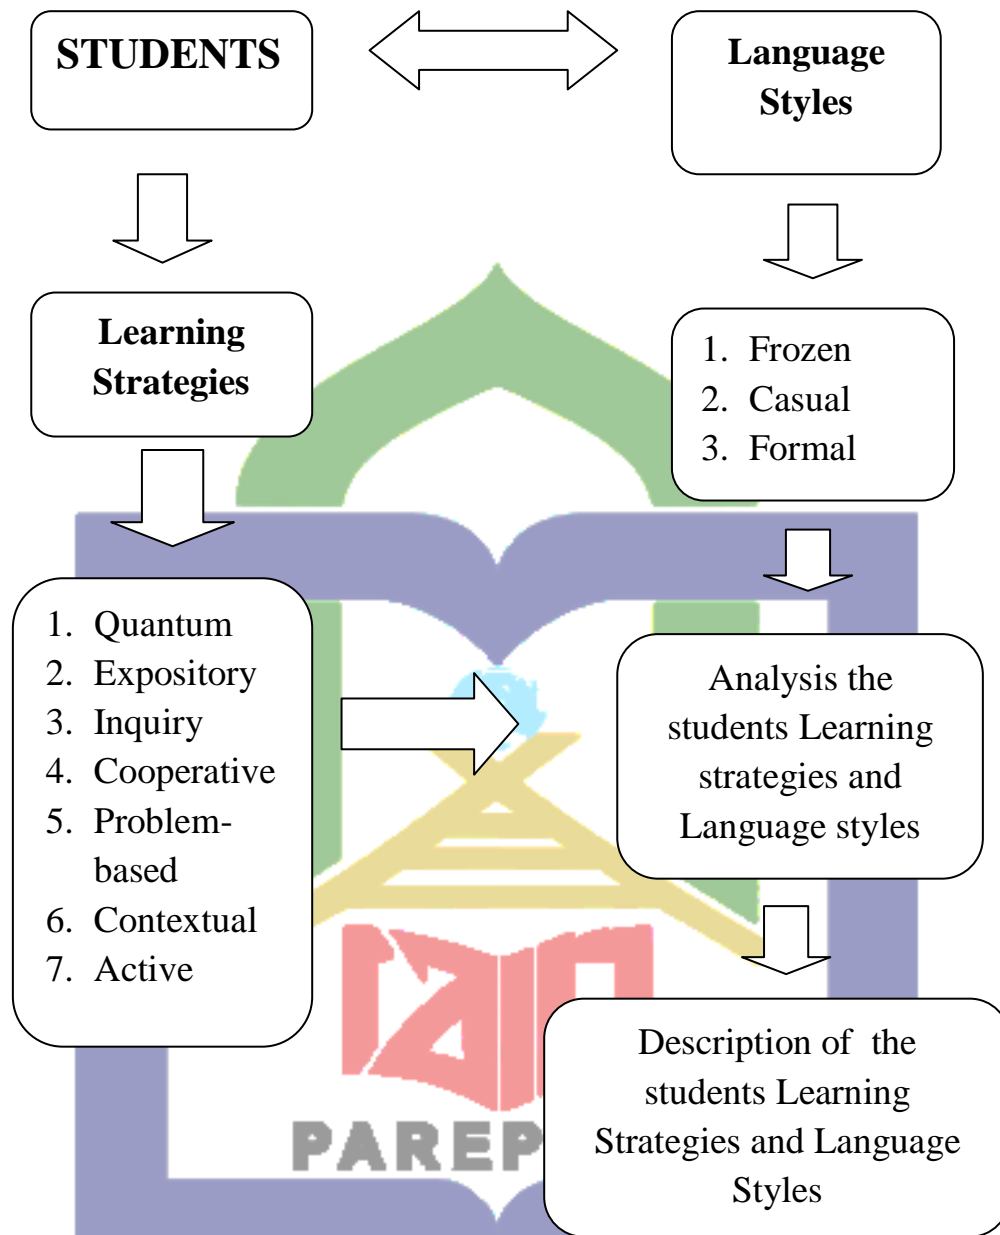 STUDENTS
Language
Styles
Learning
Strategies
1. Frozen
2. Casual
3. Formal
1. Quantum
2. Expository
3. Inquiry
4. Cooperative
5. Problem-
based
6. Contextual
7. Active
Analysis the
students Learning
strategies and
Language styles
Description of the
students Learning
Strategies and Language
Styles
PAREP